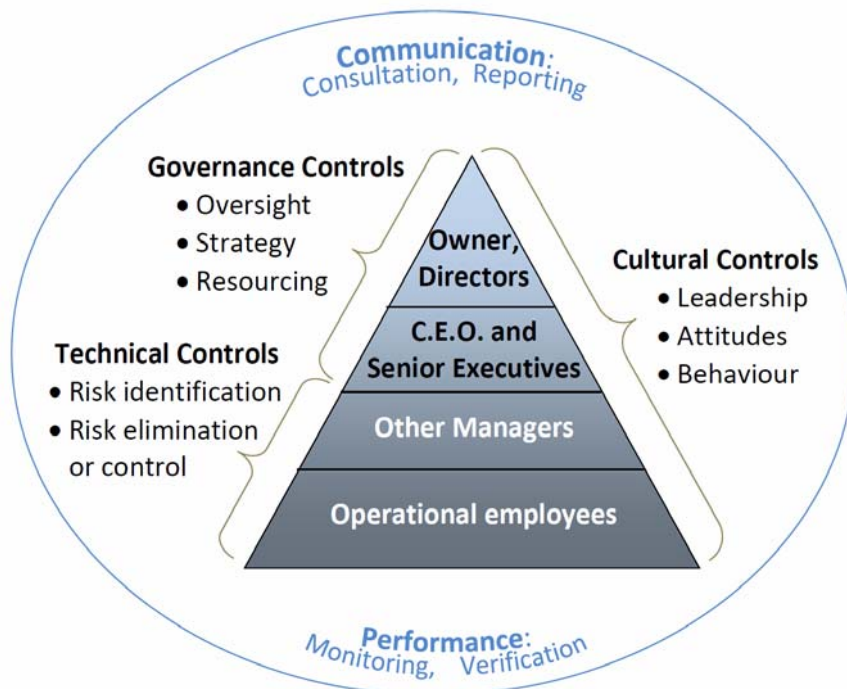 Communication:
Consultation, Reporting
Governance Controls
• Oversight
• Strategy
• Resourcing
Technical Controls
• Risk identification
• Risk elimination
or control
Owner,
Directors
C.E.O. and
Senior Executives
Other Managers
Operational employees
Cultural Controls
• Leadership
• Attitudes
• Behaviour
Performance:
Monitoring, Verification